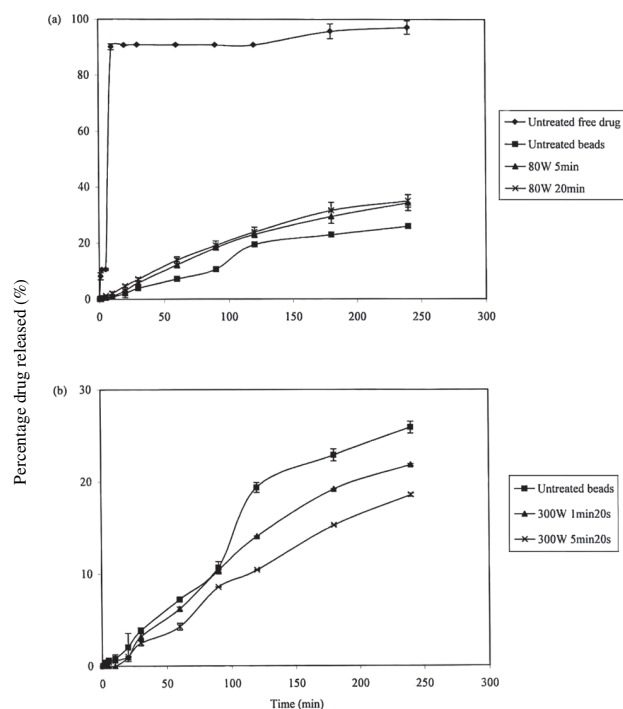 (a)
100
80
60
40
20
0
0 50 100 150 200 250 300
Untreated free drug
Untreated beads
80W 5min
80W 20min
Percentage drug released (%)
(b)
30
20
10
0
0 50 100 150 200 250 300
Time (min)
Untreated beads
300W 1min20s
300W 5min20s